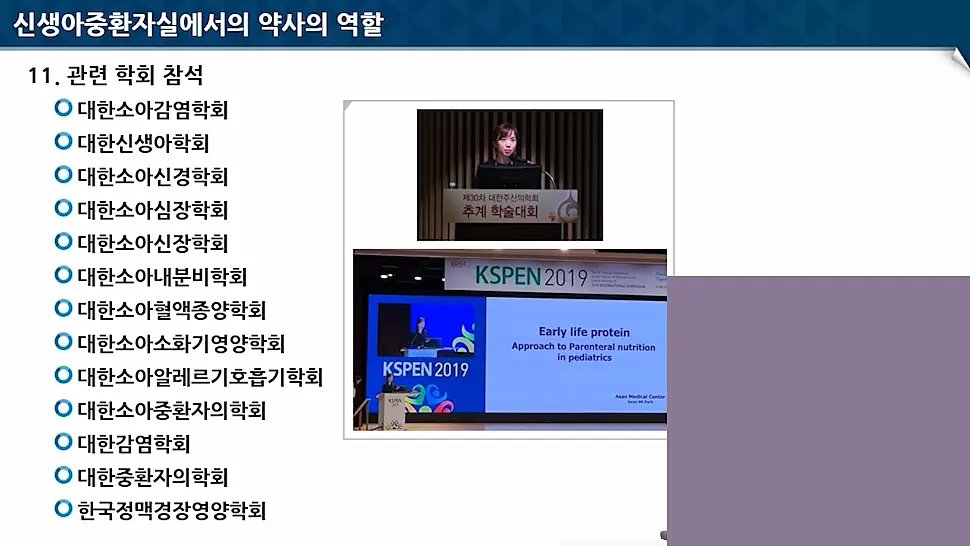 신생아중환자실에서의 약사의 역할
11. 관련 학회 참석
대한소아감염학회
대한신생아학회
대한소아신경학회
대한소아심장학회
대한소아신장학회
대한소아내분비학회
대한소아혈액종양학회
대한소아소화기영양학회
대한소아알레르기호흡기학회
대한소아중환자의학회
대한감염학회
대한중환자의학회
한국정맥경장영양학회
제30차 대한주산의학회
추계 학술대회
KSPEN 2019
Early life protein
Approach to Parenteral nutrition
in pediatrics
KSPEN 2019
Asan Medical Center
KSPEN